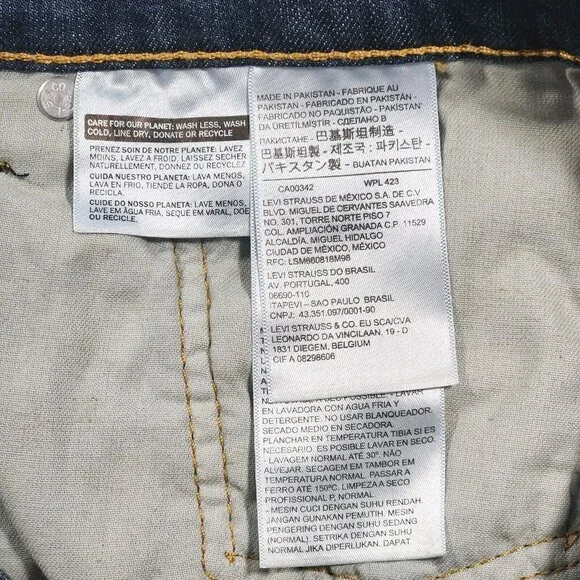 CARE FOR OUR PLANET: WASH LESS, WASH
COLD, LINE DRY, DONATE OR RECYCLE
PRENEZ SOIN DE NOTRE PLANETE: LAVEZ
MOINS, LAVEZ A FROID, LAISSEZ SECHER
NATURELLEMENT, DONNEZ OU RECYCLEZ
CUIDA NUESTRO PLANETA: LAVA MENOS,
LAVA EN FRIO, TIENDE LA ROPA, DONA O
RECICLA.
CUIDE DO NOSSO PLANETA: LAVE MENOS,
LAVE EM ÁGUA FRIA, SEQUE EM VARAL, DOE
OU RECICLE
MADE IN PAKISTAN - FABRIQUE AU
PAKISTAN - FABRICADO EN PAKISTÁN -
FABRICADO NO PAQUISTÃO - PAKİSTAN'
DA ÜRETİLMİSTİR - СДЕЛАНО В
ПАКИСТАНЕ - 巴基斯坦制造 -
巴基斯坦製 - 제조국 : 파키스탄 -
パキスタン製 - BUATAN PAKISTAN
CA00342 WPL 423
LEVI STRAUSS DE MÉXICO S.A. DE C.V
BLVD. MIGUEL DE CERVANTES SAAVEDRA
NO. 301, TORRE NORTE PISO 7
COL. AMPLIACIÓN GRANADA C.P. 11529
ALCALDÍA, MIGUEL HIDALGO
CIUDAD DE MÉXICO, MÉXICO
RFC: LSM660818M98
LEVI STRAUSS DO BRASIL
AV. PORTUGAL, 400
06690-110
ITAPEVI – SAO PAULO BRASIL
CNPJ: 43.351.097/0001-90
LEVI STRAUSS & CO. EU SCA/CVA
LEONARDO DA VINCILAAN, 19 - D
1831 DIEGEM, BELGIUM
CIF A 08298606
POSSIBLE - LAVAR
EN LAVADORA CON AGUA FRIA Y
DETERGENTE. NO USAR BLANQUEADOR.
SECADO MEDIO EN SECADORA.
PLANCHAR EN TEMPERATURA TIBIA SI ES
NECESARIO. ES POSIBLE LAVAR EN SECO.
- LAVAGEM NORMAL ATÉ 30º. NÃO
ALVEJAR. SECAGEM EM TAMBOR EM
TEMPERATURA NORMAL. PASSAR A
FERRO ATÉ 150ºC. LIMPEZA A SECO
P, NORMAL.
- MESIN CUCI DENGAN SUHU RENDAH.
JANGAN GUNAKAN PEMUTIH. MESIN
PENGERING DENGAN SUHU SEDANG
(NORMAL). SETRIKA DENGAN SUHU
NORMAL JIKA DIPERLUKAN. DAPAT